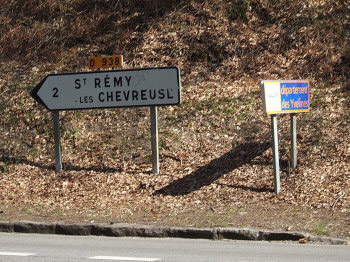 D 938
2 ST RÉMY
-LES CHEVREUSE
département
des Yvelines